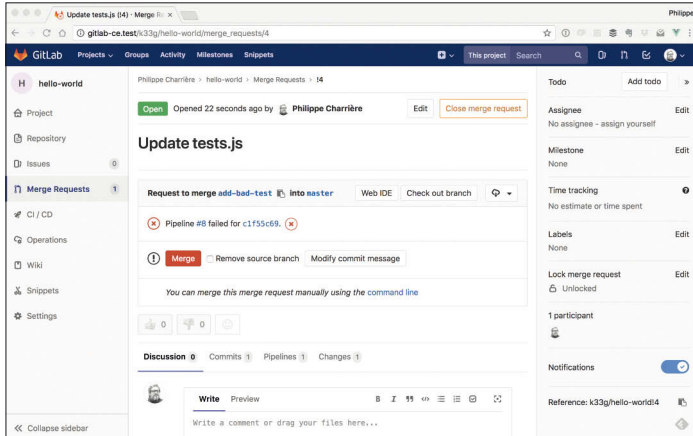 Update tests.js (!4) · Merge Re
Philippe
gitlab-ce.test/k33g/hello-world/merge_requests/4
GitLab Projects Groups Activity Milestones Snippets This project Search
H hello-world
Project
Repository
Issues 0
Merge Requests 1
CI / CD
Operations
Wiki
Snippets
Settings
Collapse sidebar
Philippe Charrière > hello-world > Merge Requests > !4
Open Opened 22 seconds ago by Philippe Charrière Edit Close merge request
Update tests.js
Request to merge add-bad-test into master Web IDE Check out branch
Pipeline #8 failed for c1f55c69.
Merge Remove source branch Modify commit message
You can merge this merge request manually using the command line
0 0
Discussion 0 Commits 1 Pipelines 1 Changes 1
Write Preview
Write a comment or drag your files here...
Todo Add todo »
Assignee Edit
No assignee - assign yourself
Milestone Edit
None
Time tracking
No estimate or time spent
Labels Edit
None
Lock merge request Edit
Unlocked
1 participant
Notifications
Reference: k33g/hello-world!4